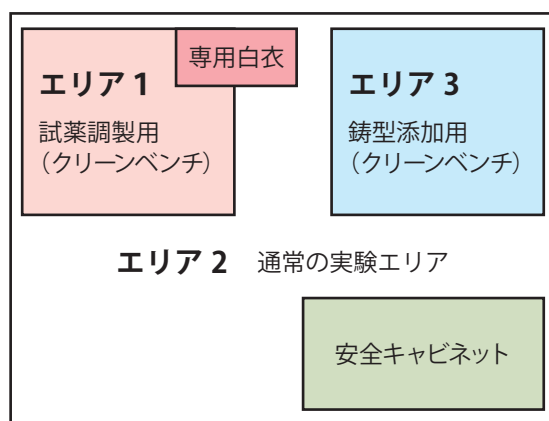 専用白衣
エリア 1
試薬調製用
（クリーンベンチ）
エリア 3
鋳型添加用
（クリーンベンチ）
エリア 2 通常の実験エリア
安全キャビネット